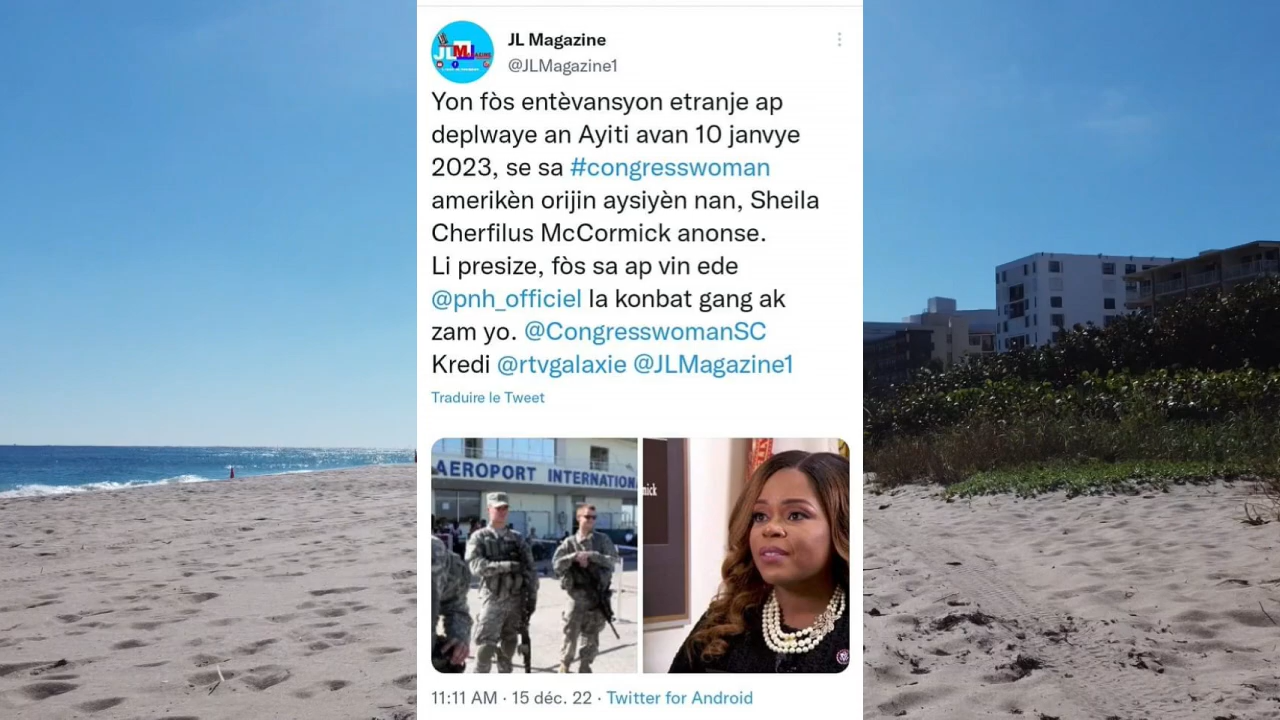 JL Magazine
@JLMagazine1
Yon fòs entèvansyon etranje ap
deplwaye an Ayiti avan 10 janvye
2023, se sa #congresswoman
amerikèn orijin aysiyèn nan, Sheila
Cherfilus McCormick anonse.
Li presize, fòs sa ap vin ede
@pnh_officiel la konbat gang ak
zam yo. @CongresswomanSC
Kredi @rtvgalaxie @JLMagazine1
Traduire le Tweet
AEROPORT INTERNATION
mick
11:11 AM · 15 déc. 22 · Twitter for Android